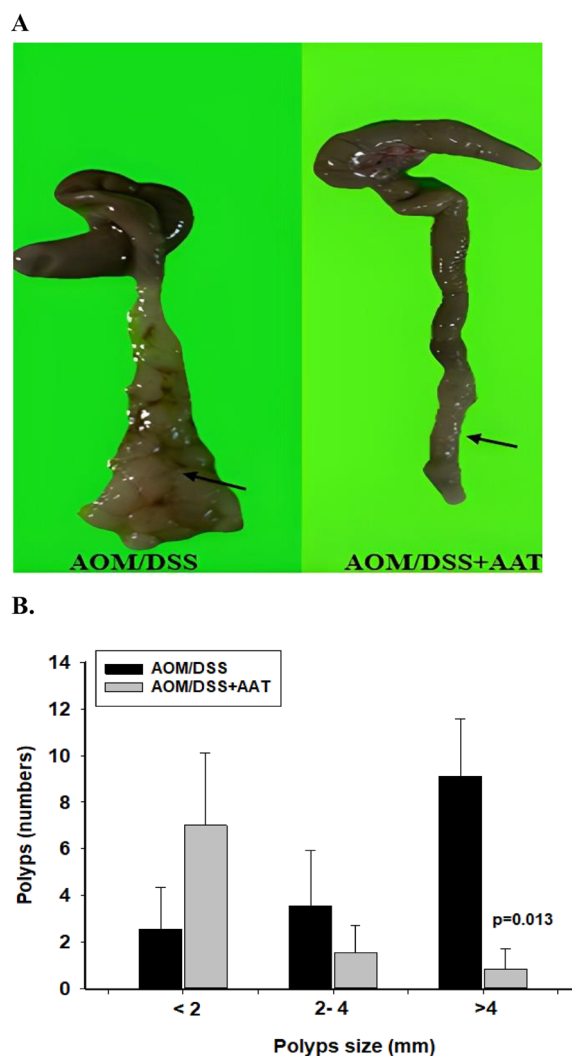 A
AOM/DSS
AOM/DSS+AAT
B.
14
12
10
8
6
4
2
0
Polyps (numbers)
AOM/DSS
AOM/DSS+AAT
p=0.013
< 2
2- 4
>4
Polyps size (mm)